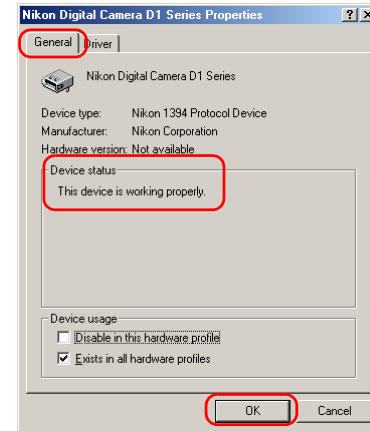 Nikon Digital Camera D1 Series Properties
General Driver
Nikon Digital Camera D1 Series
Device type: Nikon 1394 Protocol Device
Manufacturer: Nikon Corporation
Hardware version: Not available
Device status
This device is working properly.
Device usage
Disable in this hardware profile
Exists in all hardware profiles
OK Cancel